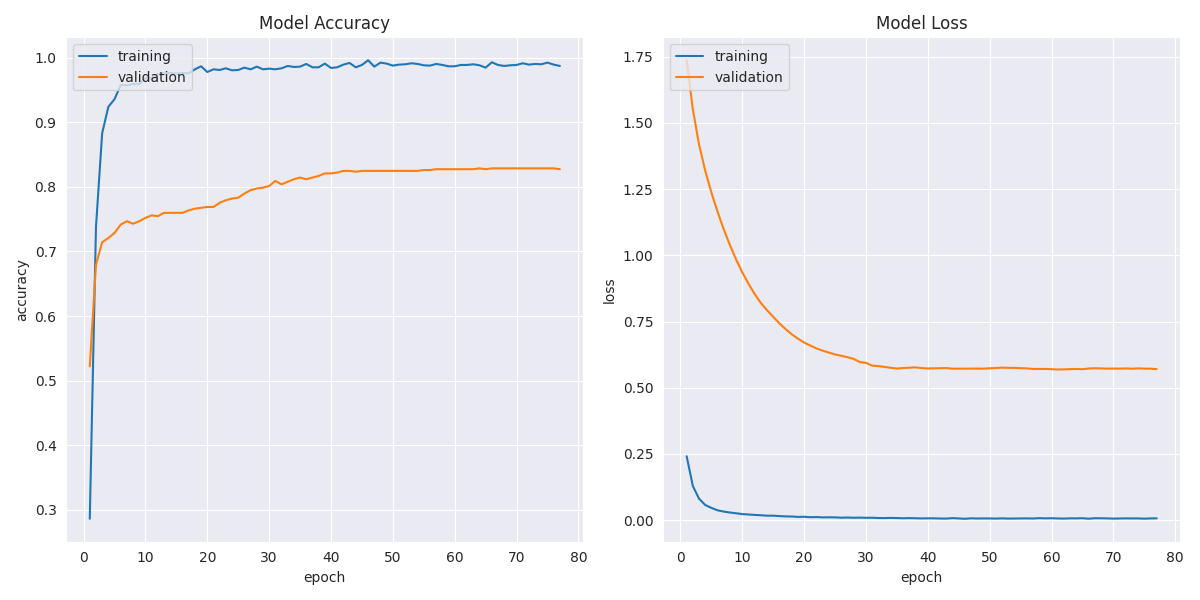 Model Accuracy
training
validation
1.0
0.9
0.8
0.7
0.6
0.5
0.4
0.3
accuracy
0 10 20 30 40 50 60 70 80
epoch
Model Loss
training
validation
1.75
1.50
1.25
1.00
0.75
0.50
0.25
0.00
loss
0 10 20 30 40 50 60 70 80
epoch